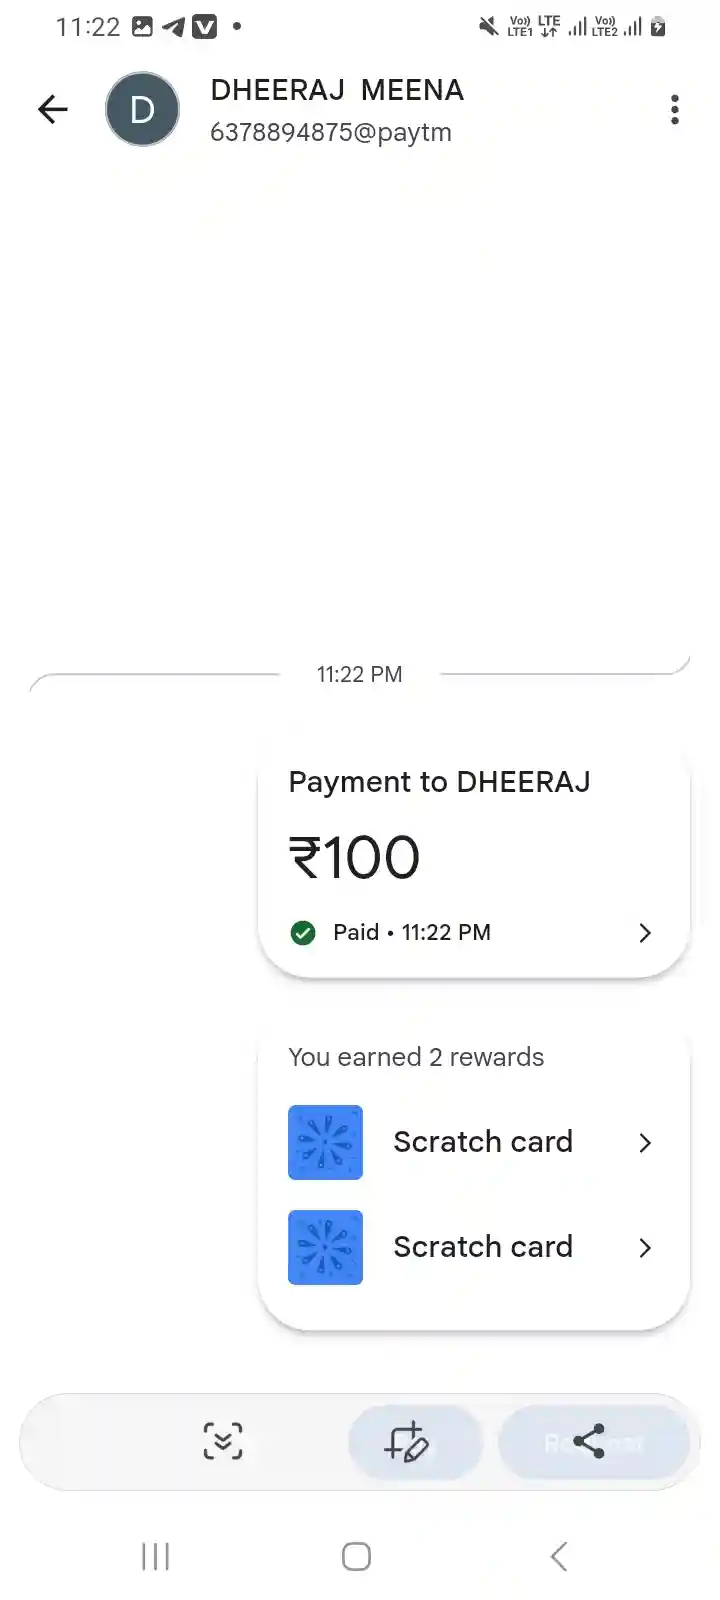 11:22
Vo)) LTE1 LTE Vo)) LTE2
DHEERAJ MEENA
6378894875@paytm
D
11:22 PM
Payment to DHEERAJ
₹100
Paid • 11:22 PM
You earned 2 rewards
Scratch card
Scratch card